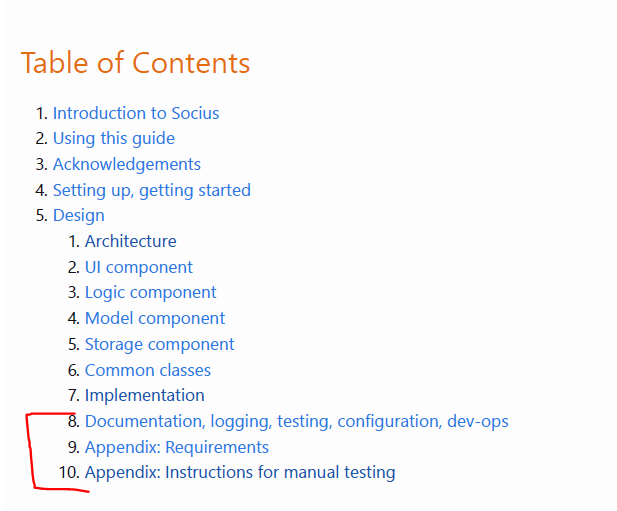 Table of Contents
1. Introduction to Socius
2. Using this guide
3. Acknowledgements
4. Setting up, getting started
5. Design
1. Architecture
2. UI component
3. Logic component
4. Model component
5. Storage component
6. Common classes
7. Implementation
8. Documentation, logging, testing, configuration, dev-ops
9. Appendix: Requirements
10. Appendix: Instructions for manual testing